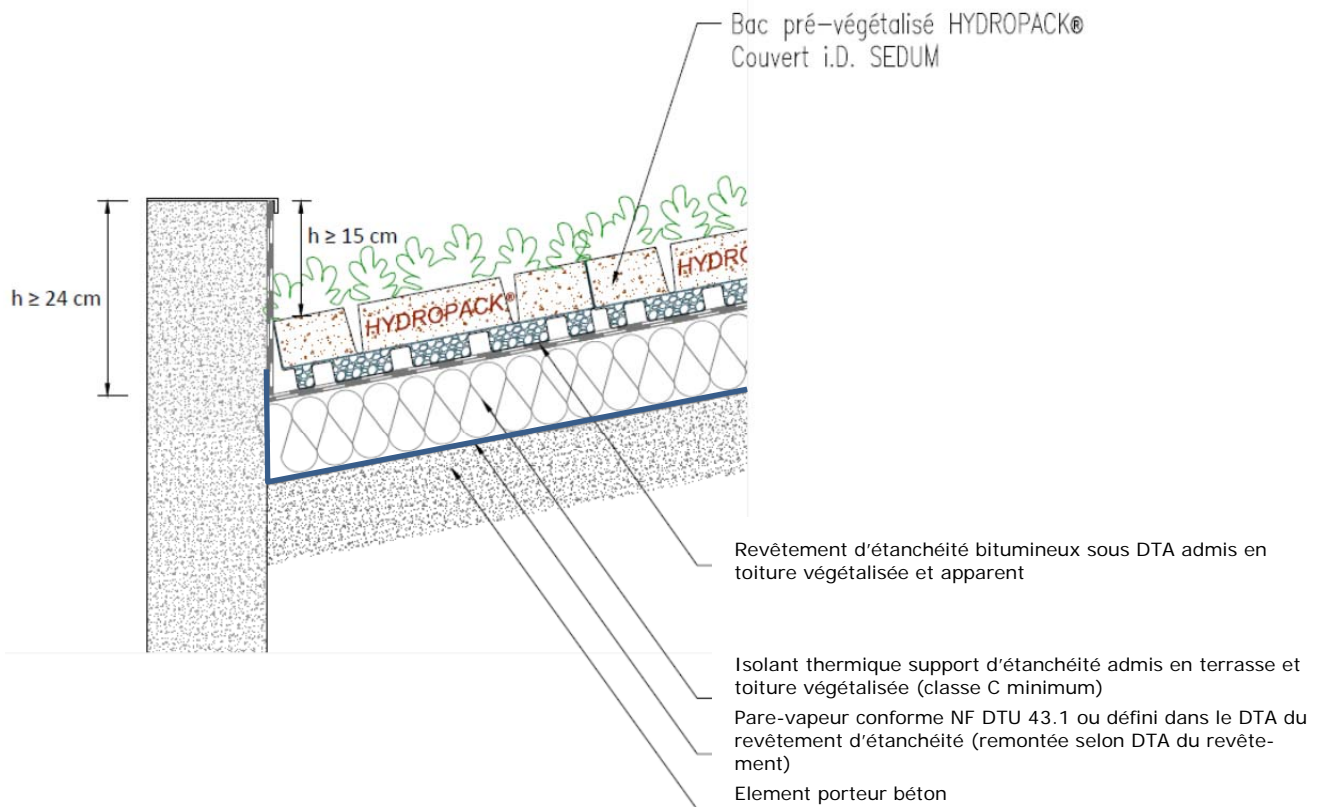 Bac pré-végétalisé HYDROPACK®
Couvert i.D. SEDUM
h ≥ 15 cm
h ≥ 24 cm
HYDROPACK®
HYDRO
Revêtement d'étanchéité bitumineux sous DTA admis en
toiture végétalisée et apparent
Isolant thermique support d'étanchéité admis en terrasse et
toiture végétalisée (classe C minimum)
Pare-vapeur conforme NF DTU 43.1 ou défini dans le DTA du
revêtement d'étanchéité (remontée selon DTA du revête-
ment)
Element porteur béton